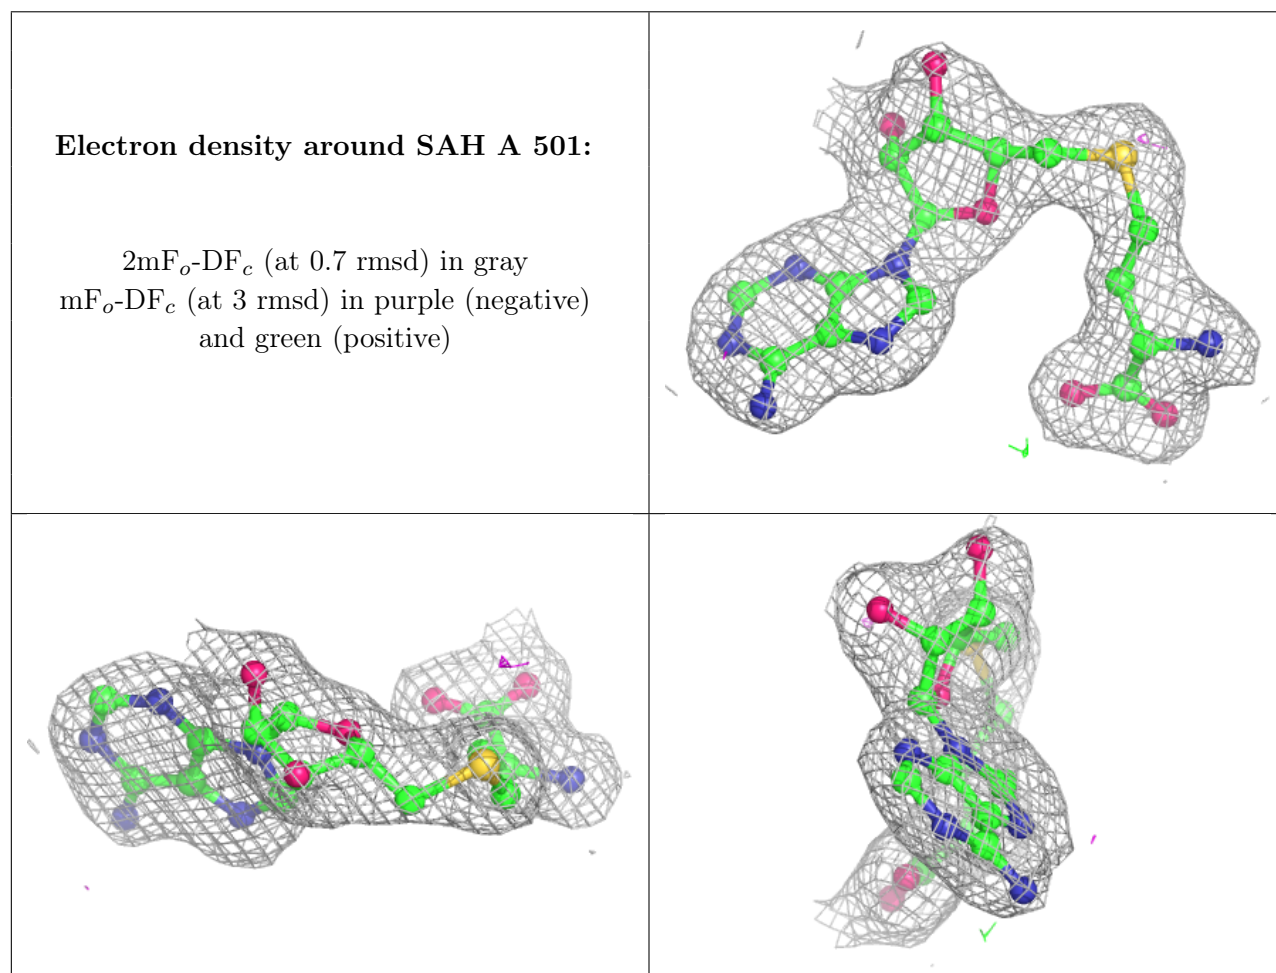 Electron density around SAH A 501:
2mFo-DFc (at 0.7 rmsd) in gray
mFo-DFc (at 3 rmsd) in purple (negative)
and green (positive)